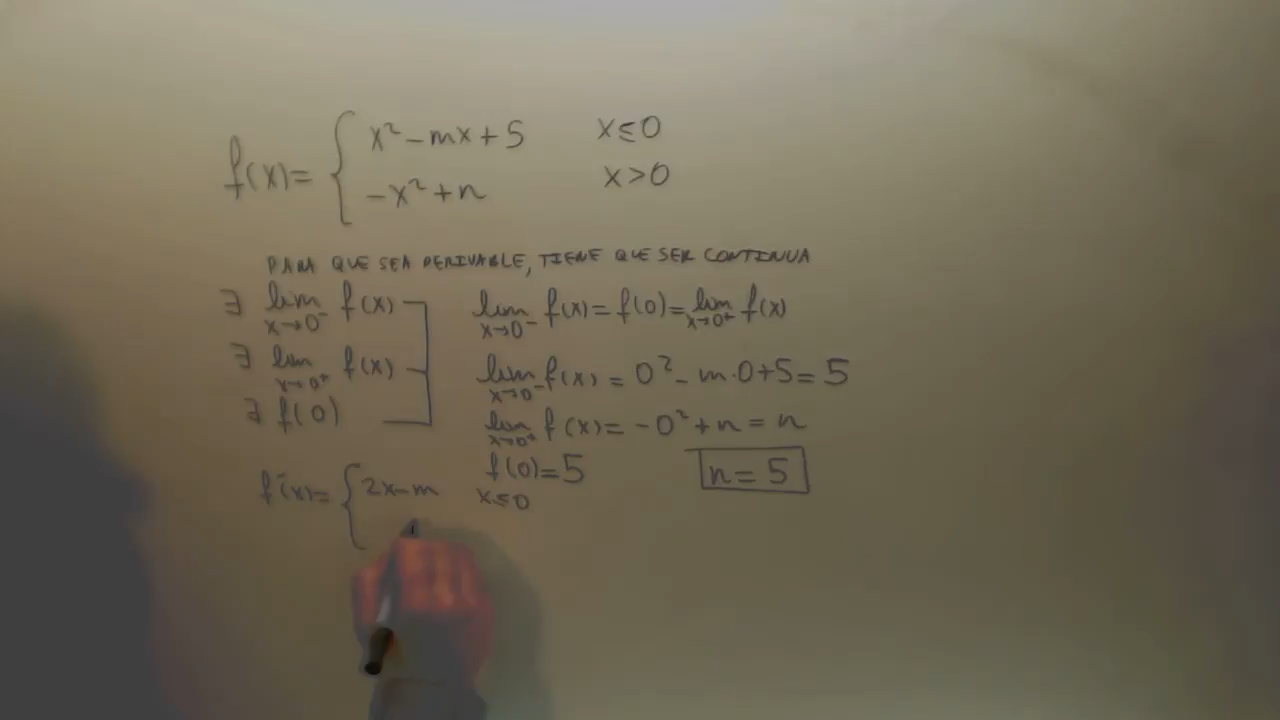 f(x)= { x² - mx + 5 x ≤ 0
-x² + n x > 0
PARA QUE SEA DERIVABLE, TIENE QUE SER CONTINUA
∃ lim x→0⁻ f(x) lim x→0⁻ f(x) = f(0) = lim x→0⁺ f(x)
∃ lim x→0⁺ f(x) lim x→0⁻ f(x) = 0² - m·0+5 = 5
∃ f(0) lim x→0⁺ f(x) = -0² + n = n
f(0) = 5 n = 5
f'(x)= { 2x-m x ≤ 0